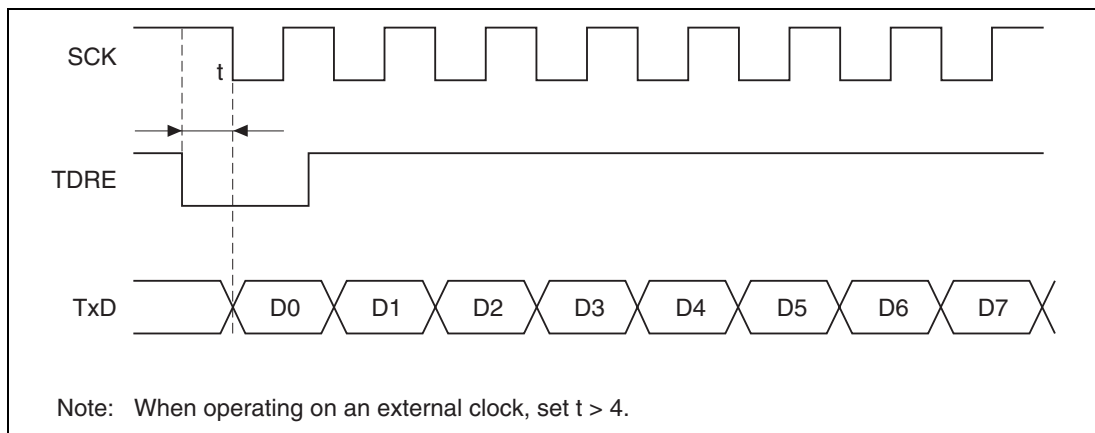 SCK
t
TDRE
TxD D0 D1 D2 D3 D4 D5 D6 D7
Note: When operating on an external clock, set t > 4.